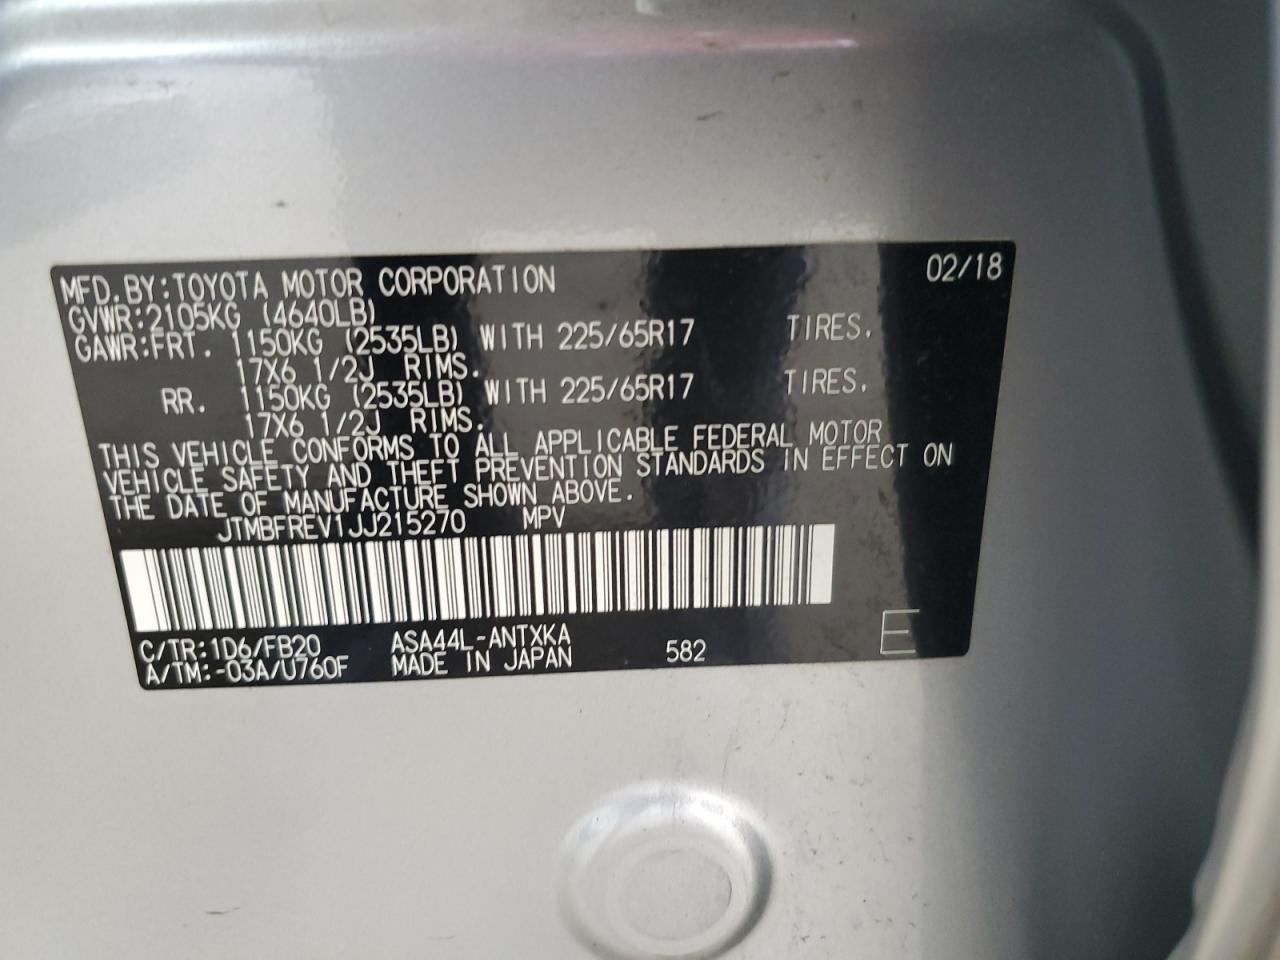 MFD.BY:TOYOTA MOTOR CORPORATION 02/18
GVWR:2105KG (4640LB)
GAWR:FRT. 1150KG (2535LB) WITH 225/65R17 TIRES.
17X6 1/2J RIMS.
RR. 1150KG (2535LB) WITH 225/65R17 TIRES.
17X6 1/2J RIMS.
THIS VEHICLE CONFORMS TO ALL APPLICABLE FEDERAL MOTOR
VEHICLE SAFETY AND THEFT PREVENTION STANDARDS IN EFFECT ON
THE DATE OF MANUFACTURE SHOWN ABOVE.
JTMBFREV1JJ215270 MPV
C/TR:1D6/FB20 ASA44L-ANTXKA 582 E
A/TM:-03A/U760F MADE IN JAPAN